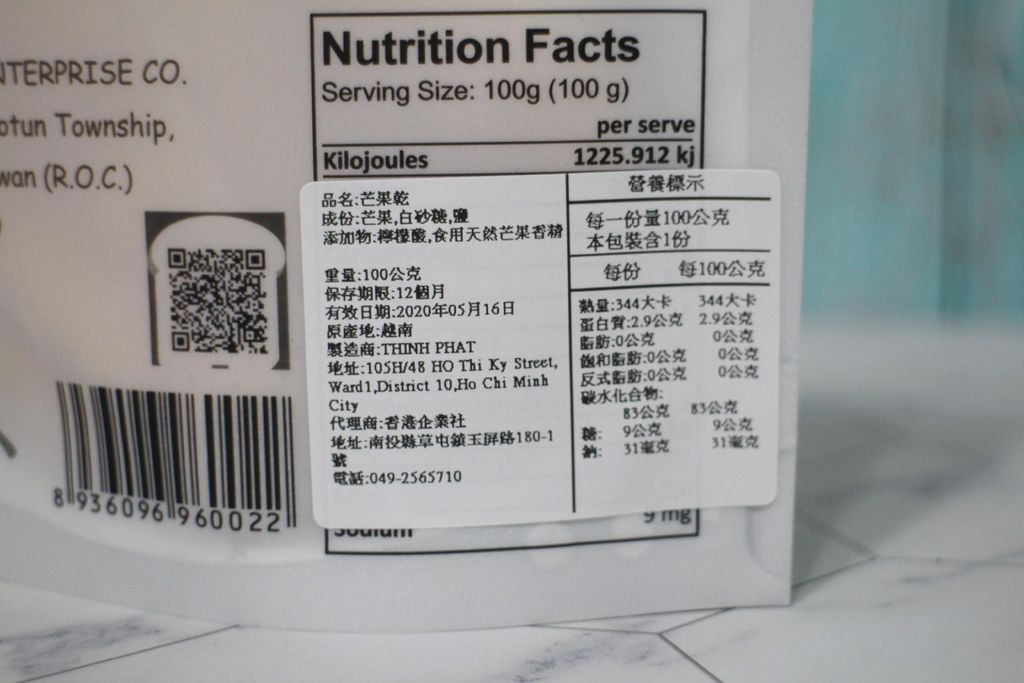 NTERPRISE CO.
otun Township,
wan (R.O.C.)
8 936096 960022
Nutrition Facts
Serving Size: 100g (100 g)
per serve
Kilojoules 1225.912 kj
品名:芒果乾
成份:芒果,白砂糖,鹽
添加物:檸檬酸,食用天然芒果香精
重量:100公克
保存期限:12個月
有效日期:2020年05月16日
原產地:越南
製造商:THINH PHAT
地址:105H/48 HO Thi Ky Street,
Ward1,District 10,Ho Chi Minh
City
代理商:香港企業社
地址:南投縣草屯鎮玉屏路180-1
號
電話:049-2565710
營養標示
每一份量100公克
本包裝含1份
每份 每100公克
熱量:344大卡 344大卡
蛋白質:2.9公克 2.9公克
脂肪:0公克 0公克
飽和脂肪:0公克 0公克
反式脂肪:0公克 0公克
碳水化合物:
83公克 83公克
糖: 9公克 9公克
鈉: 31毫克 31毫克
Sodium 9 mg